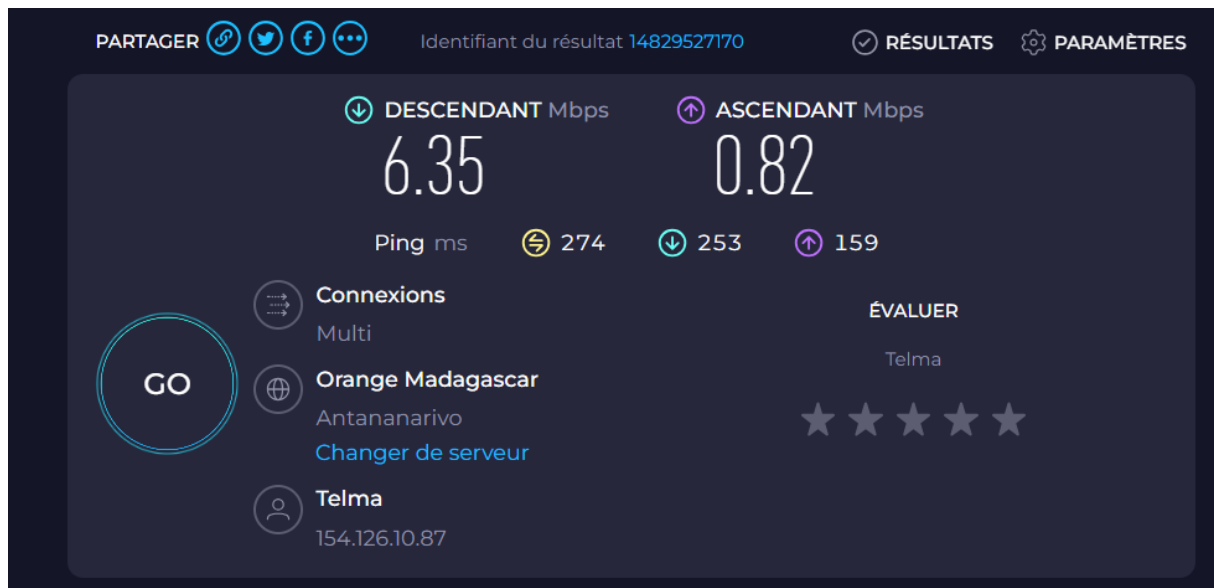 PARTAGER Identifiant du résultat 14829527170 RÉSULTATS PARAMÈTRES
DESCENDANT Mbps ASCENDANT Mbps
6.35 0.82
Ping ms 274 253 159
Connexions
Multi
ÉVALUER
Telma
GO
Orange Madagascar
Antananarivo
Changer de serveur
Telma
154.126.10.87